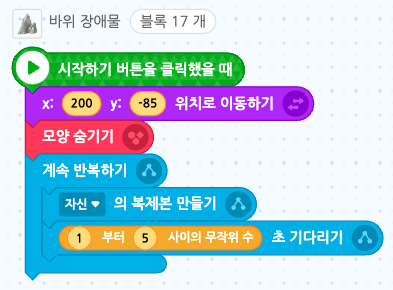 바위 장애물 블록 17 개
시작하기 버튼을 클릭했을 때
x: 200 y: -85 위치로 이동하기
모양 숨기기
계속 반복하기
자신 ▼ 의 복제본 만들기
1 부터 5 사이의 무작위 수 초 기다리기